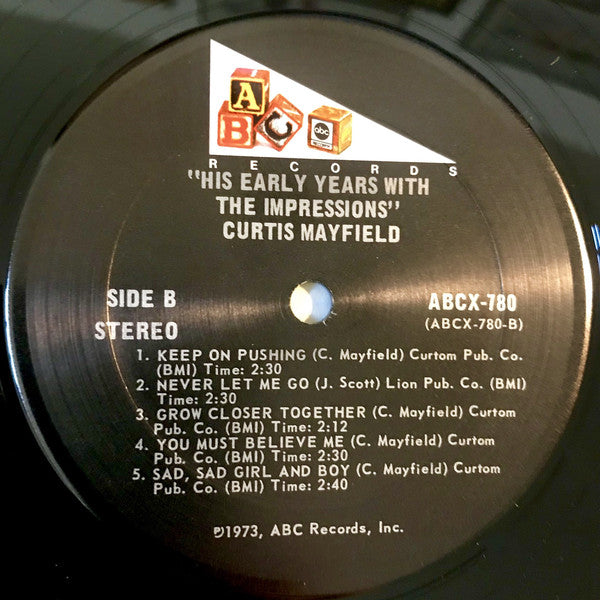 A
B C abc
RECORDS
"HIS EARLY YEARS WITH
THE IMPRESSIONS"
CURTIS MAYFIELD
SIDE B
STEREO
ABCX-780
(ABCX-780-B)
1. KEEP ON PUSHING (C. Mayfield) Curtom Pub. Co.
(BMI) Time: 2:30
2. NEVER LET ME GO (J. Scott) Lion Pub. Co. (BMI)
Time: 2:30
3. GROW CLOSER TOGETHER (C. Mayfield) Curtom
Pub. Co. (BMI) Time: 2:12
4. YOU MUST BELIEVE ME (C. Mayfield) Curtom
Pub. Co. (BMI) Time: 2:30
5. SAD, SAD GIRL AND BOY (C. Mayfield) Curtom
Pub. Co. (BMI) Time: 2:40
℗1973, ABC Records, Inc.